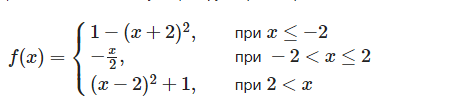 1 − (x + 2)², при x ≤ −2
f(x) = { −x/2, при − 2 < x ≤ 2
(x − 2)² + 1, при 2 < x